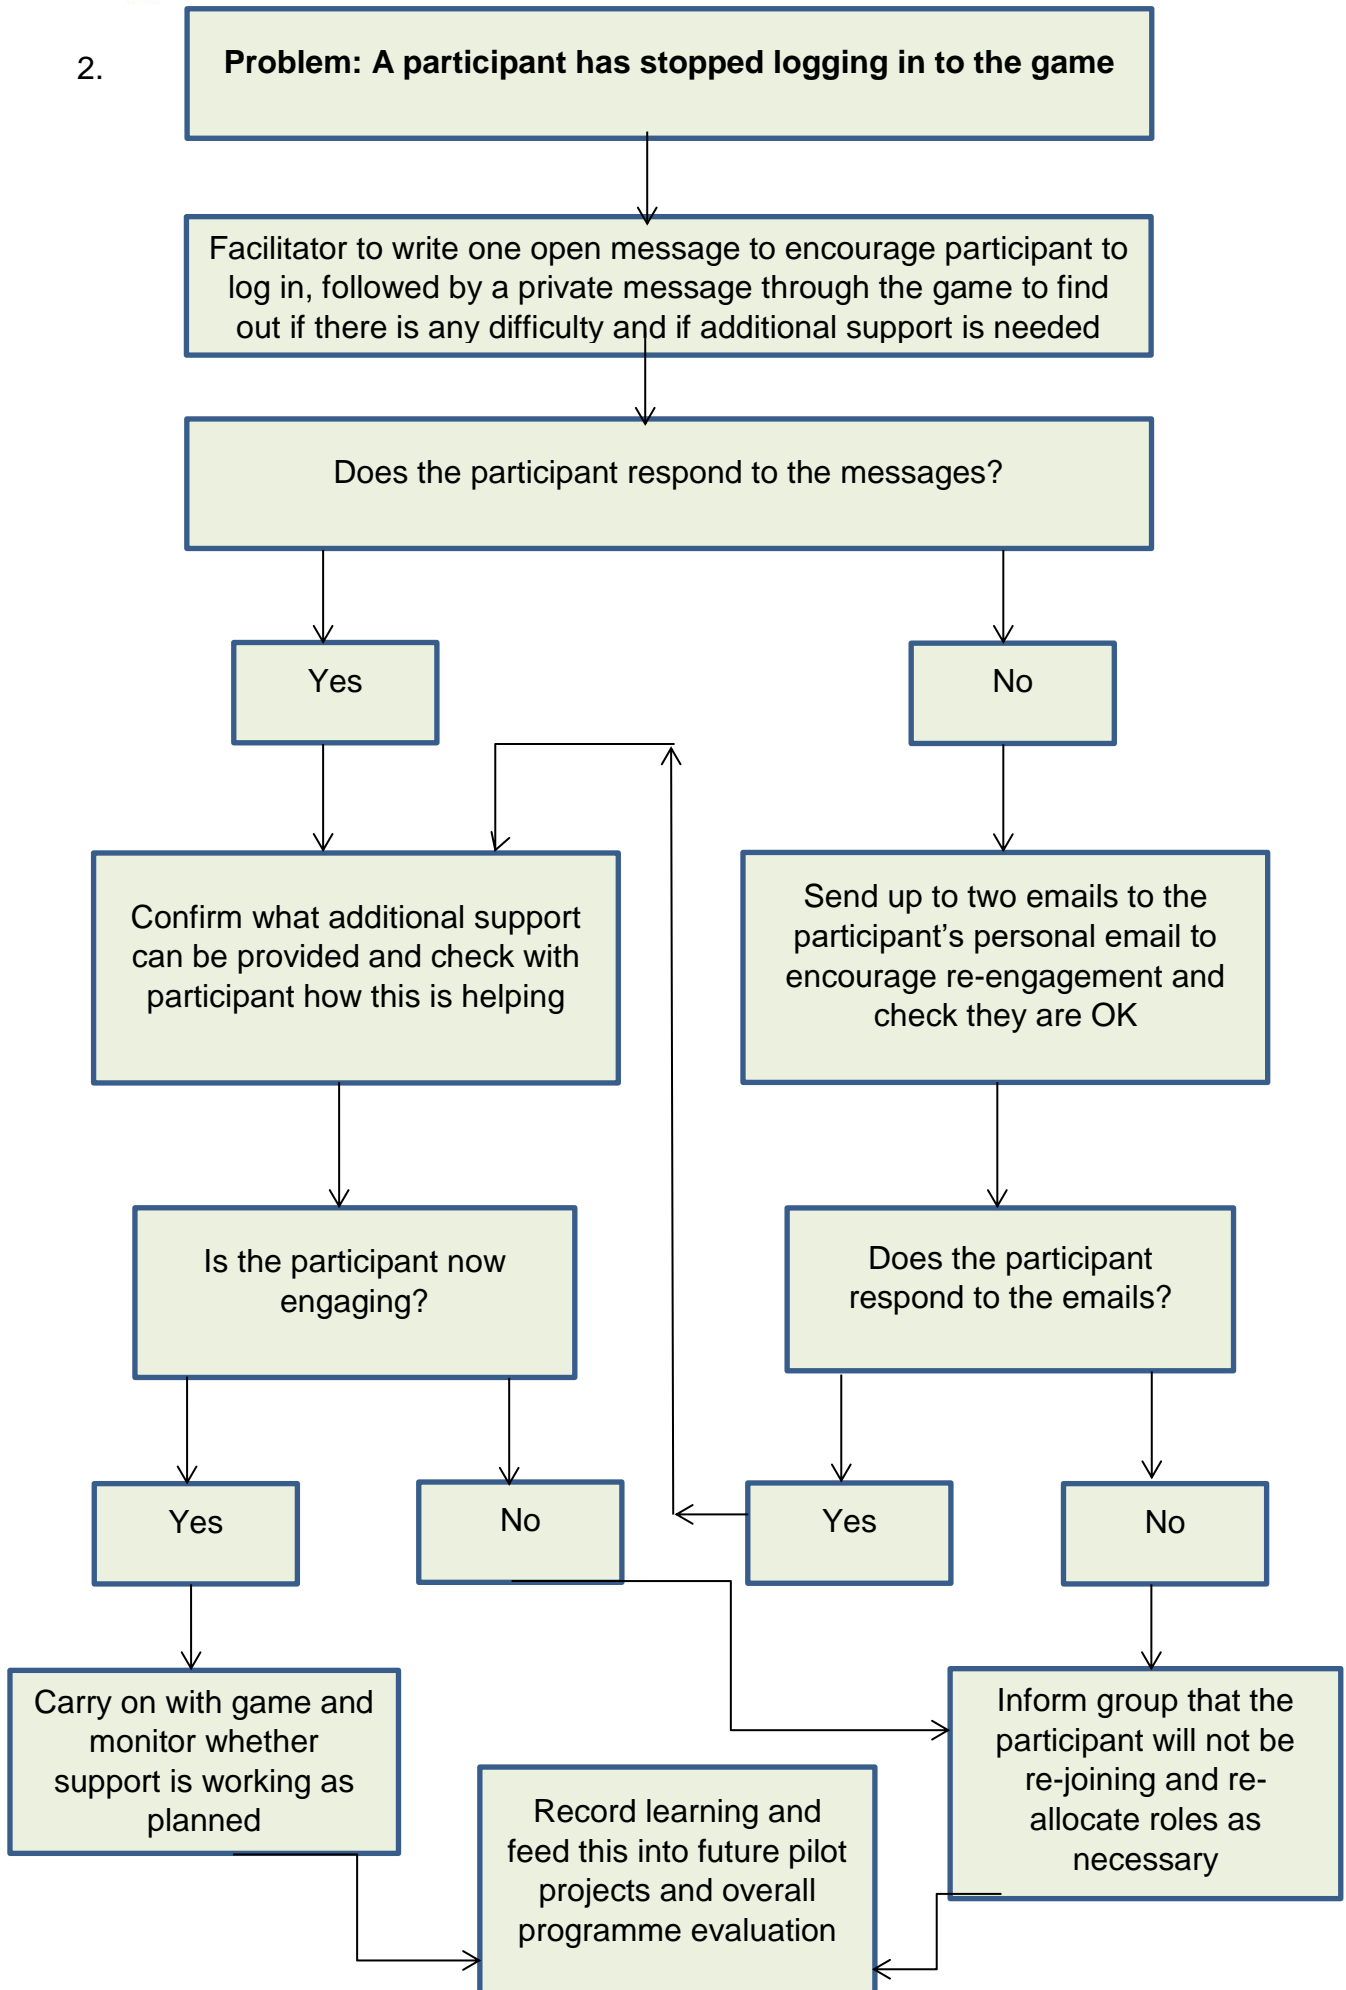 2.
Problem: A participant has stopped logging in to the game
Facilitator to write one open message to encourage participant to
log in, followed by a private message through the game to find
out if there is any difficulty and if additional support is needed
Does the participant respond to the messages?
Yes
No
Confirm what additional support
can be provided and check with
participant how this is helping
Send up to two emails to the
participant’s personal email to
encourage re-engagement and
check they are OK
Is the participant now
engaging?
Does the participant
respond to the emails?
Yes
No
Yes
No
Carry on with game and
monitor whether
support is working as
planned
Inform group that the
participant will not be
re-joining and re-
allocate roles as
necessary
Record learning and
feed this into future pilot
projects and overall
programme evaluation